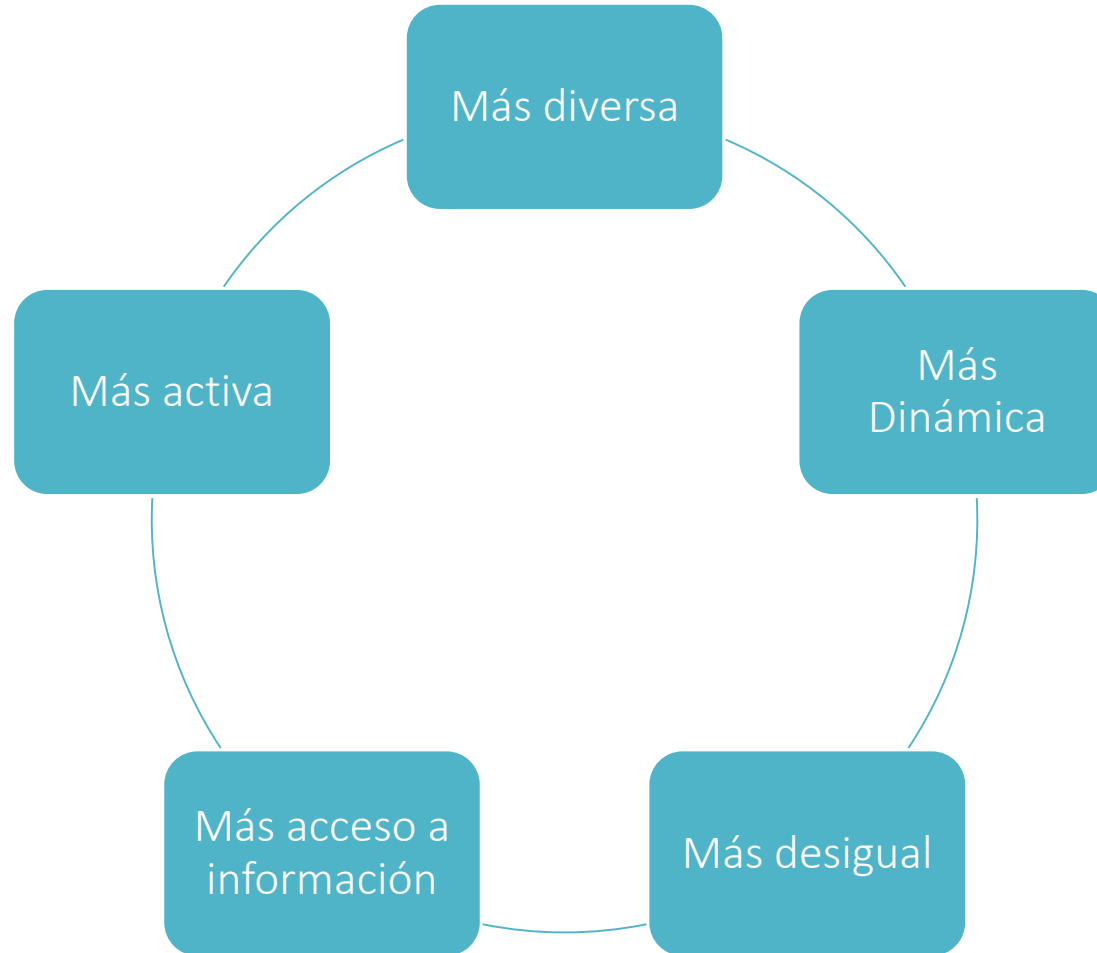 Más diversa
Más
Dinámica
Más desigual
Más acceso a
información
Más activa